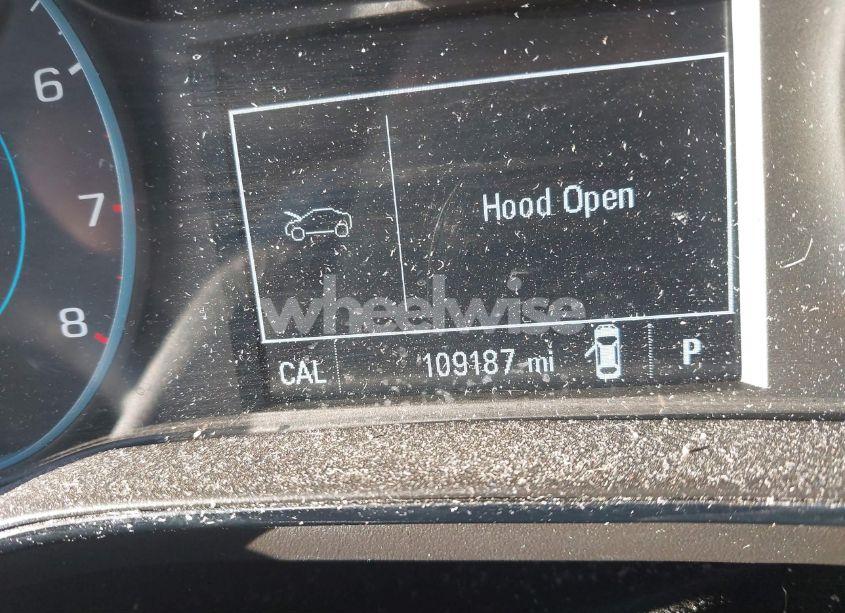 6
7
8
Hood Open
wheelwise
CAL 109187 mi P